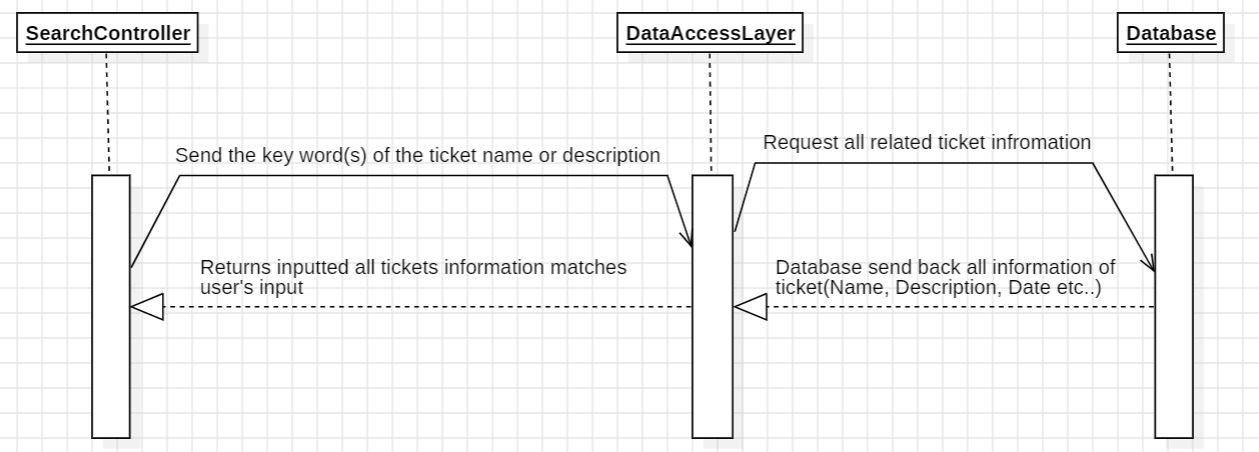 SearchController
DataAccessLayer
Database
Send the key word(s) of the ticket name or description
Request all related ticket infromation
Returns inputted all tickets information matches
user's input
Database send back all information of
ticket(Name, Description, Date etc..)